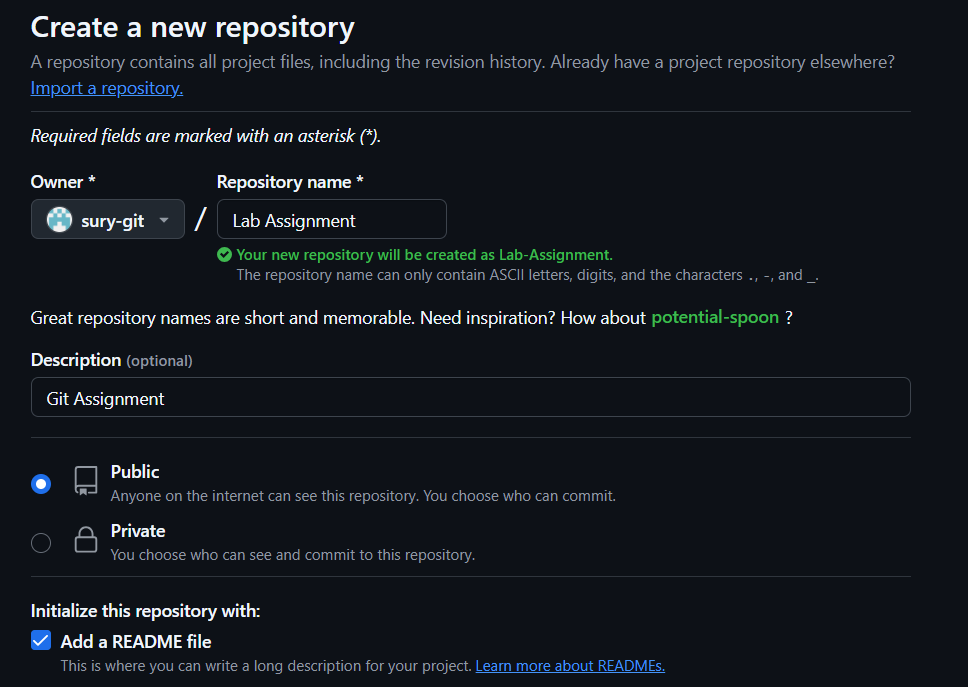 Create a new repository
A repository contains all project files, including the revision history. Already have a project repository elsewhere?
Import a repository.
Required fields are marked with an asterisk (*).
Owner * Repository name *
sury-git / Lab Assignment
Your new repository will be created as Lab-Assignment.
The repository name can only contain ASCII letters, digits, and the characters ., -, and _.
Great repository names are short and memorable. Need inspiration? How about potential-spoon ?
Description (optional)
Git Assignment
Public
Anyone on the internet can see this repository. You choose who can commit.
Private
You choose who can see and commit to this repository.
Initialize this repository with:
Add a README file
This is where you can write a long description for your project. Learn more about READMEs.